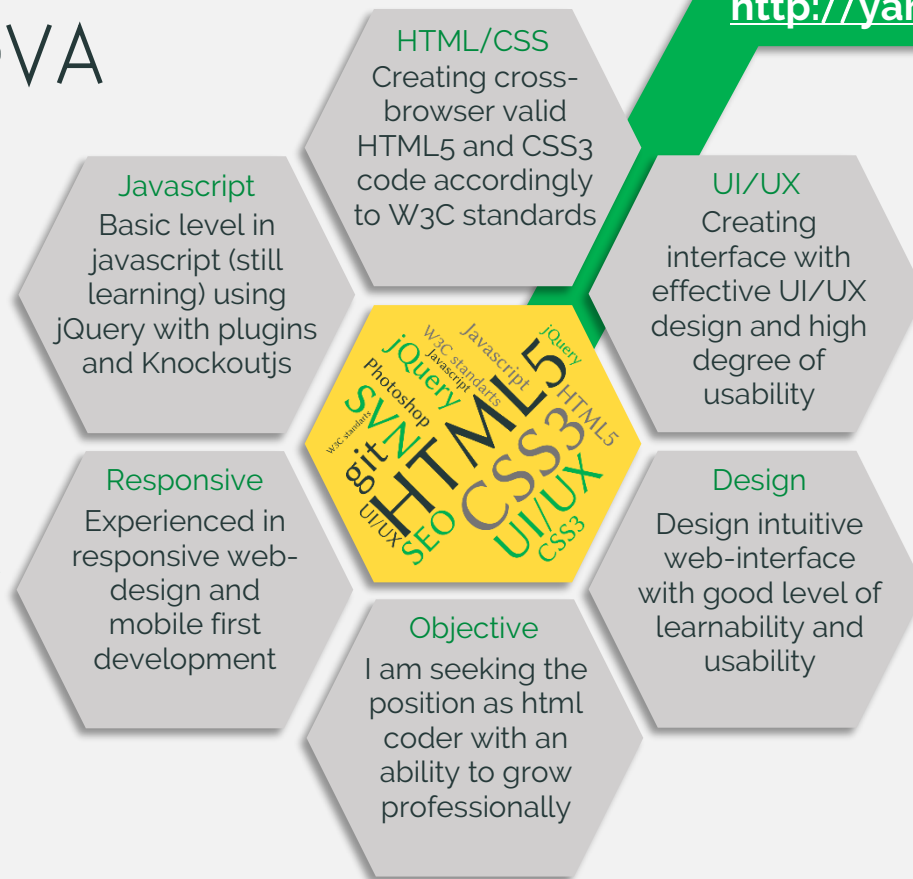 VA
http://yar
HTML/CSS
Creating cross-
browser valid
HTML5 and CSS3
code accordingly
to W3C standards
Javascript
Basic level in
javascript (still
learning) using
jQuery with plugins
and Knockoutjs
UI/UX
Creating
interface with
effective UI/UX
design and high
degree of
usability
jQuery
Javascript
W3C standarts
Javascript
jQuery
Photoshop
HTML5
HTML5
SVN
W3C standarts
CSS3
git
UI/UX
UI/UX
SEO
CSS3
Responsive
Experienced in
responsive web-
design and
mobile first
development
Design
Design intuitive
web-interface
with good level of
learnability and
usability
Objective
I am seeking the
position as html
coder with an
ability to grow
professionally